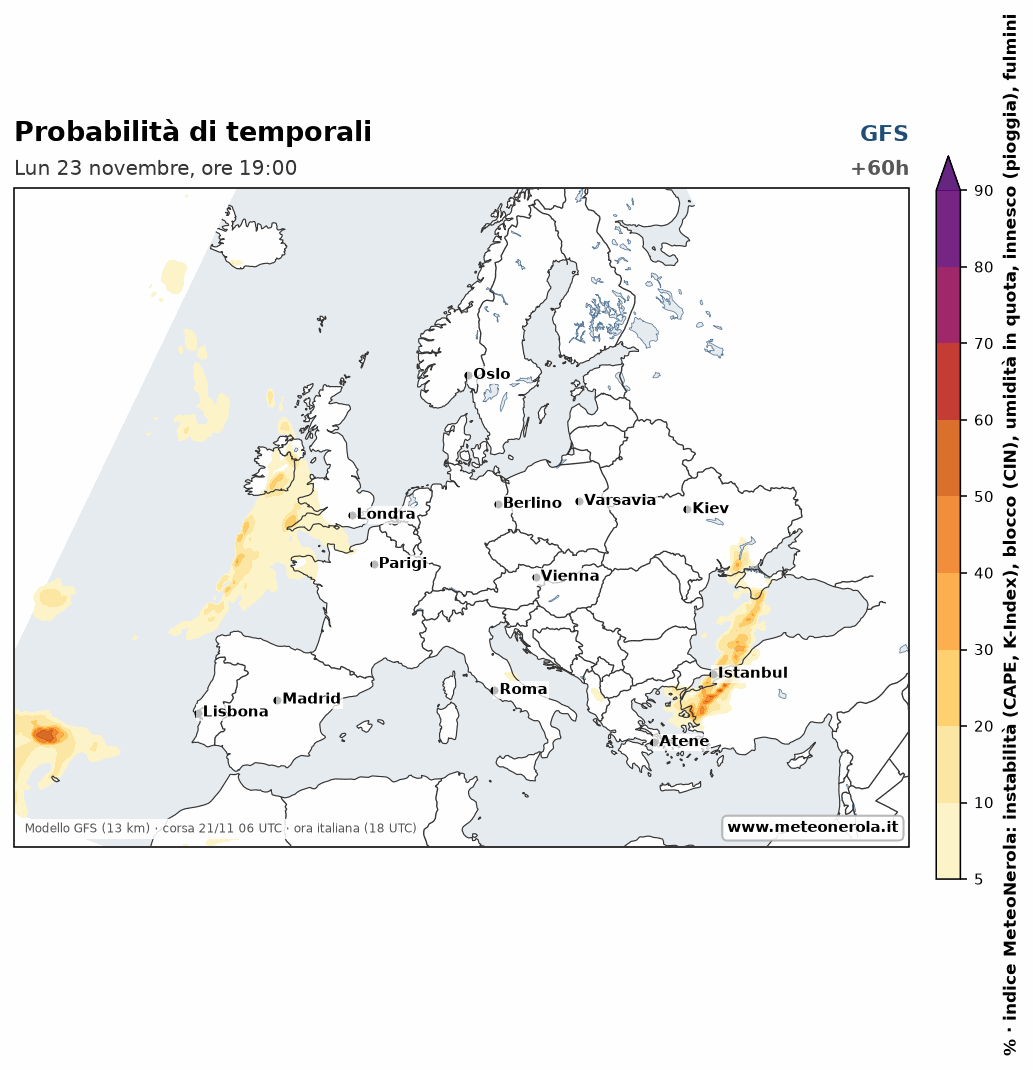 Probabilità di temporali
GFS
Lun 23 novembre, ore 19:00
+60h
Oslo
Berlino
Varsavia
Kiev
Londra
Parigi
Vienna
Istanbul
Roma
Madrid
Lisbona
Atene
Modello GFS (13 km) · corsa 21/11 06 UTC · ora italiana (18 UTC)
www.meteonerola.it
90
80
70
60
50
40
30
20
10
5
% · indice MeteoNerola: instabilità (CAPE, K-Index), blocco (CIN), umidità in quota, innesco (pioggia), fulmini